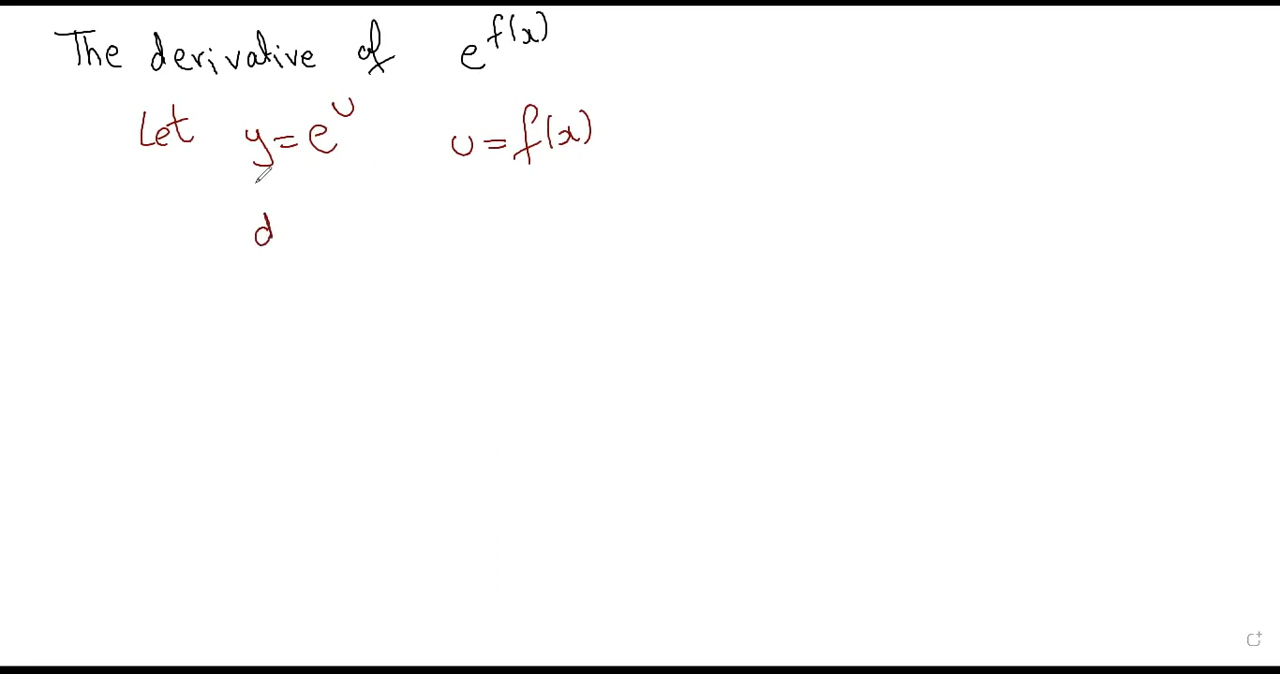 The derivative of e^f(x)
Let y = e^u u = f(x)
d